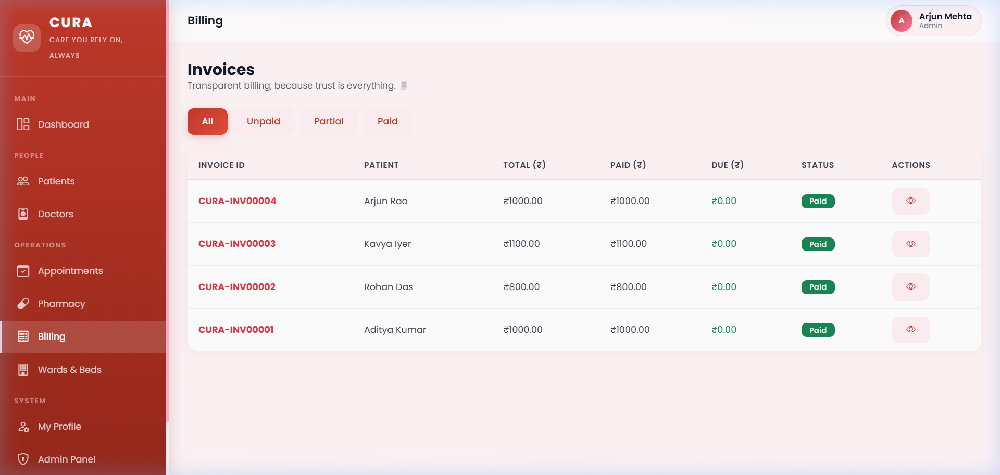 CURA
CARE YOU RELY ON,
ALWAYS
MAIN
Dashboard
PEOPLE
Patients
Doctors
OPERATIONS
Appointments
Pharmacy
Billing
Wards & Beds
SYSTEM
My Profile
Admin Panel
Billing
A
Arjun Mehta
Admin
Invoices
Transparent billing, because trust is everything. 🧾
All Unpaid Partial Paid
INVOICE ID PATIENT TOTAL (₹) PAID (₹) DUE (₹) STATUS ACTIONS
CURA-INV00004 Arjun Rao ₹1000.00 ₹1000.00 ₹0.00 Paid
CURA-INV00003 Kavya Iyer ₹1100.00 ₹1100.00 ₹0.00 Paid
CURA-INV00002 Rohan Das ₹800.00 ₹800.00 ₹0.00 Paid
CURA-INV00001 Aditya Kumar ₹1000.00 ₹1000.00 ₹0.00 Paid